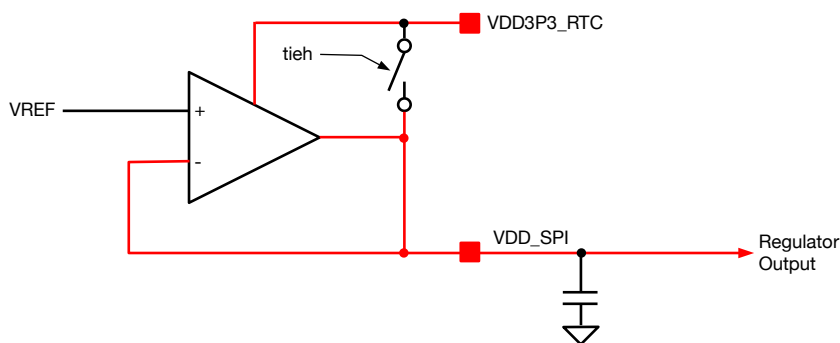 VDD3P3_RTC
tieh
VREF
+
-
VDD_SPI
Regulator
Output